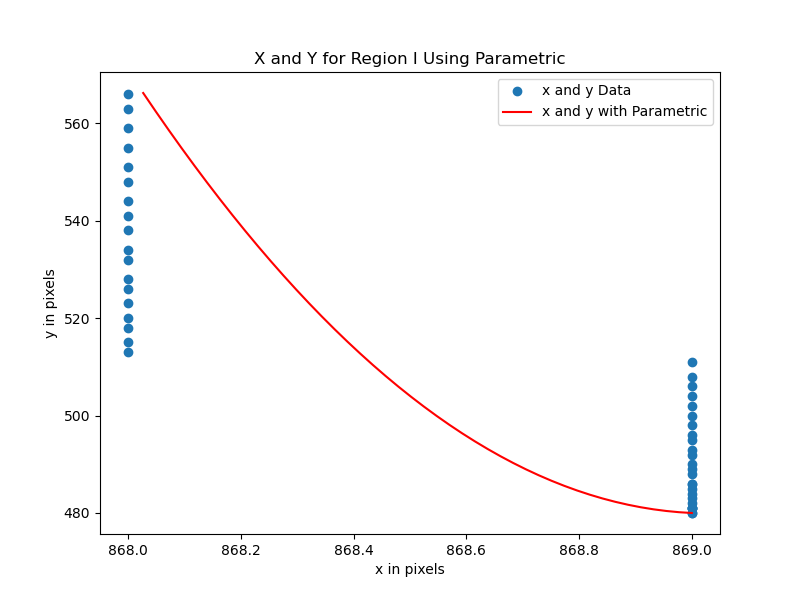 X and Y for Region I Using Parametric
x and y Data
x and y with Parametric
560
540
520
500
480
y in pixels
868.0 868.2 868.4 868.6 868.8 869.0
x in pixels